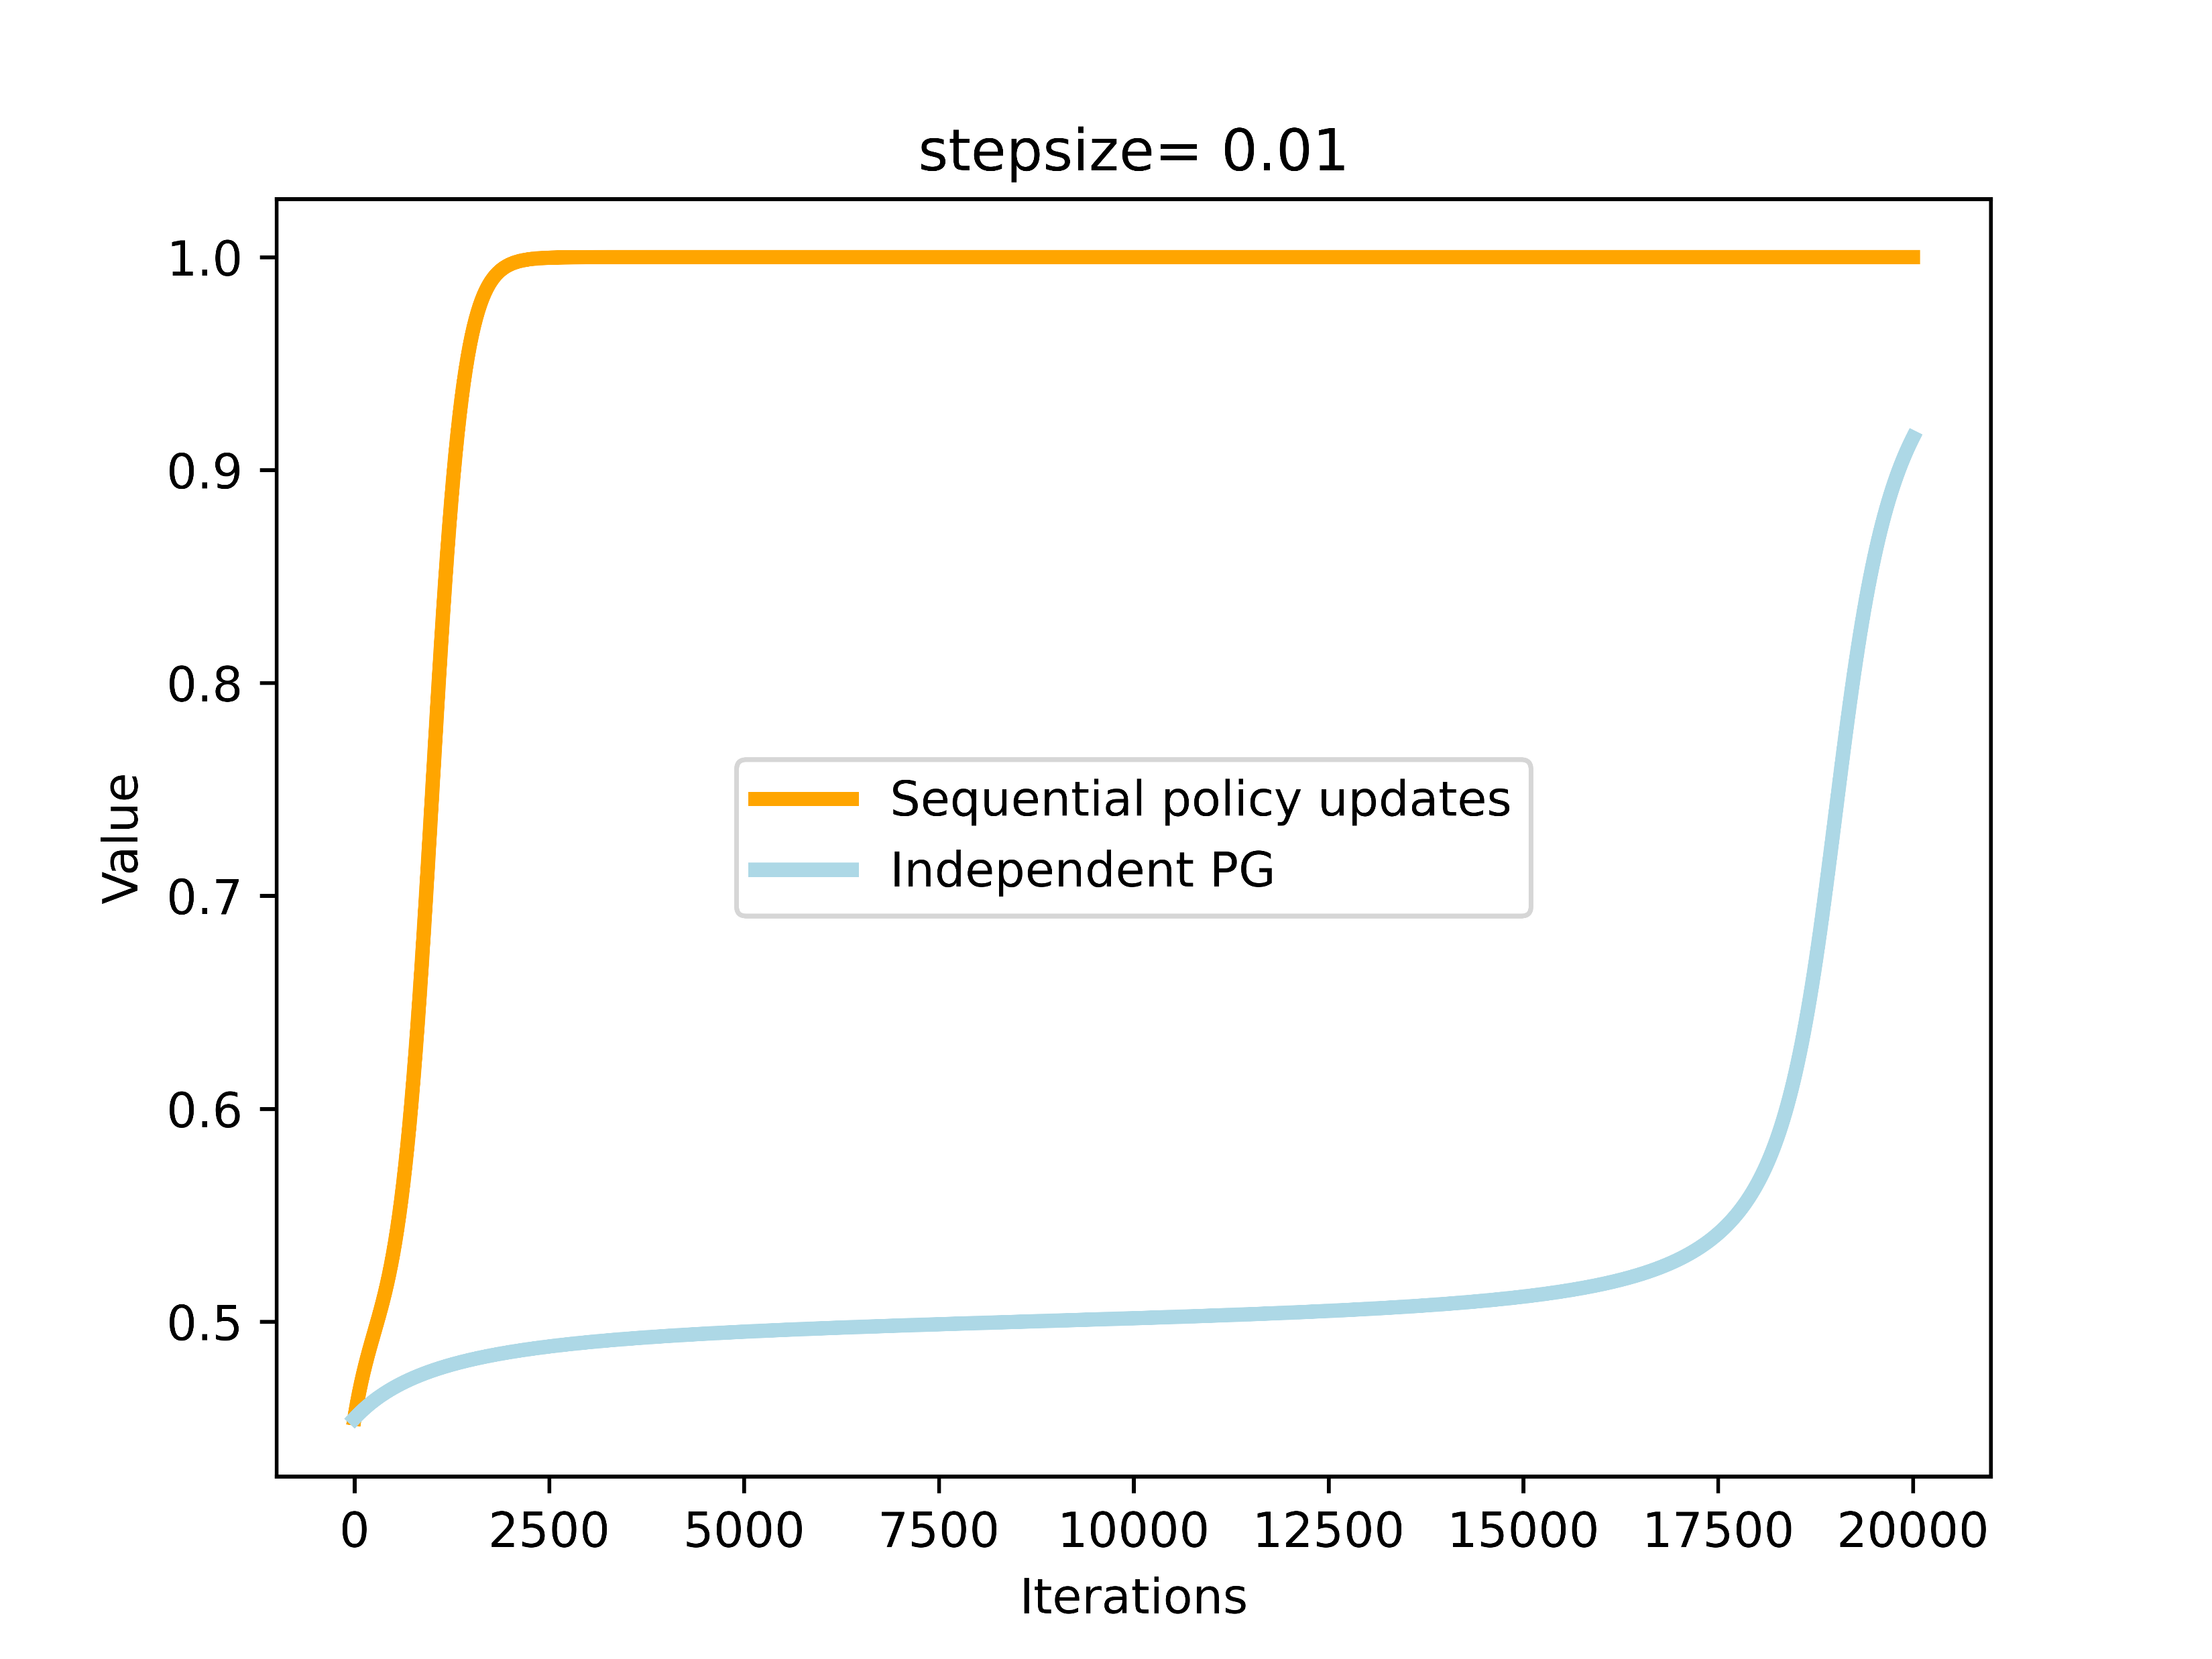 stepsize= 0.01
1.0
0.9
0.8
0.7
0.6
0.5
Value
Sequential policy updates
Independent PG
0 2500 5000 7500 10000 12500 15000 17500 20000
Iterations